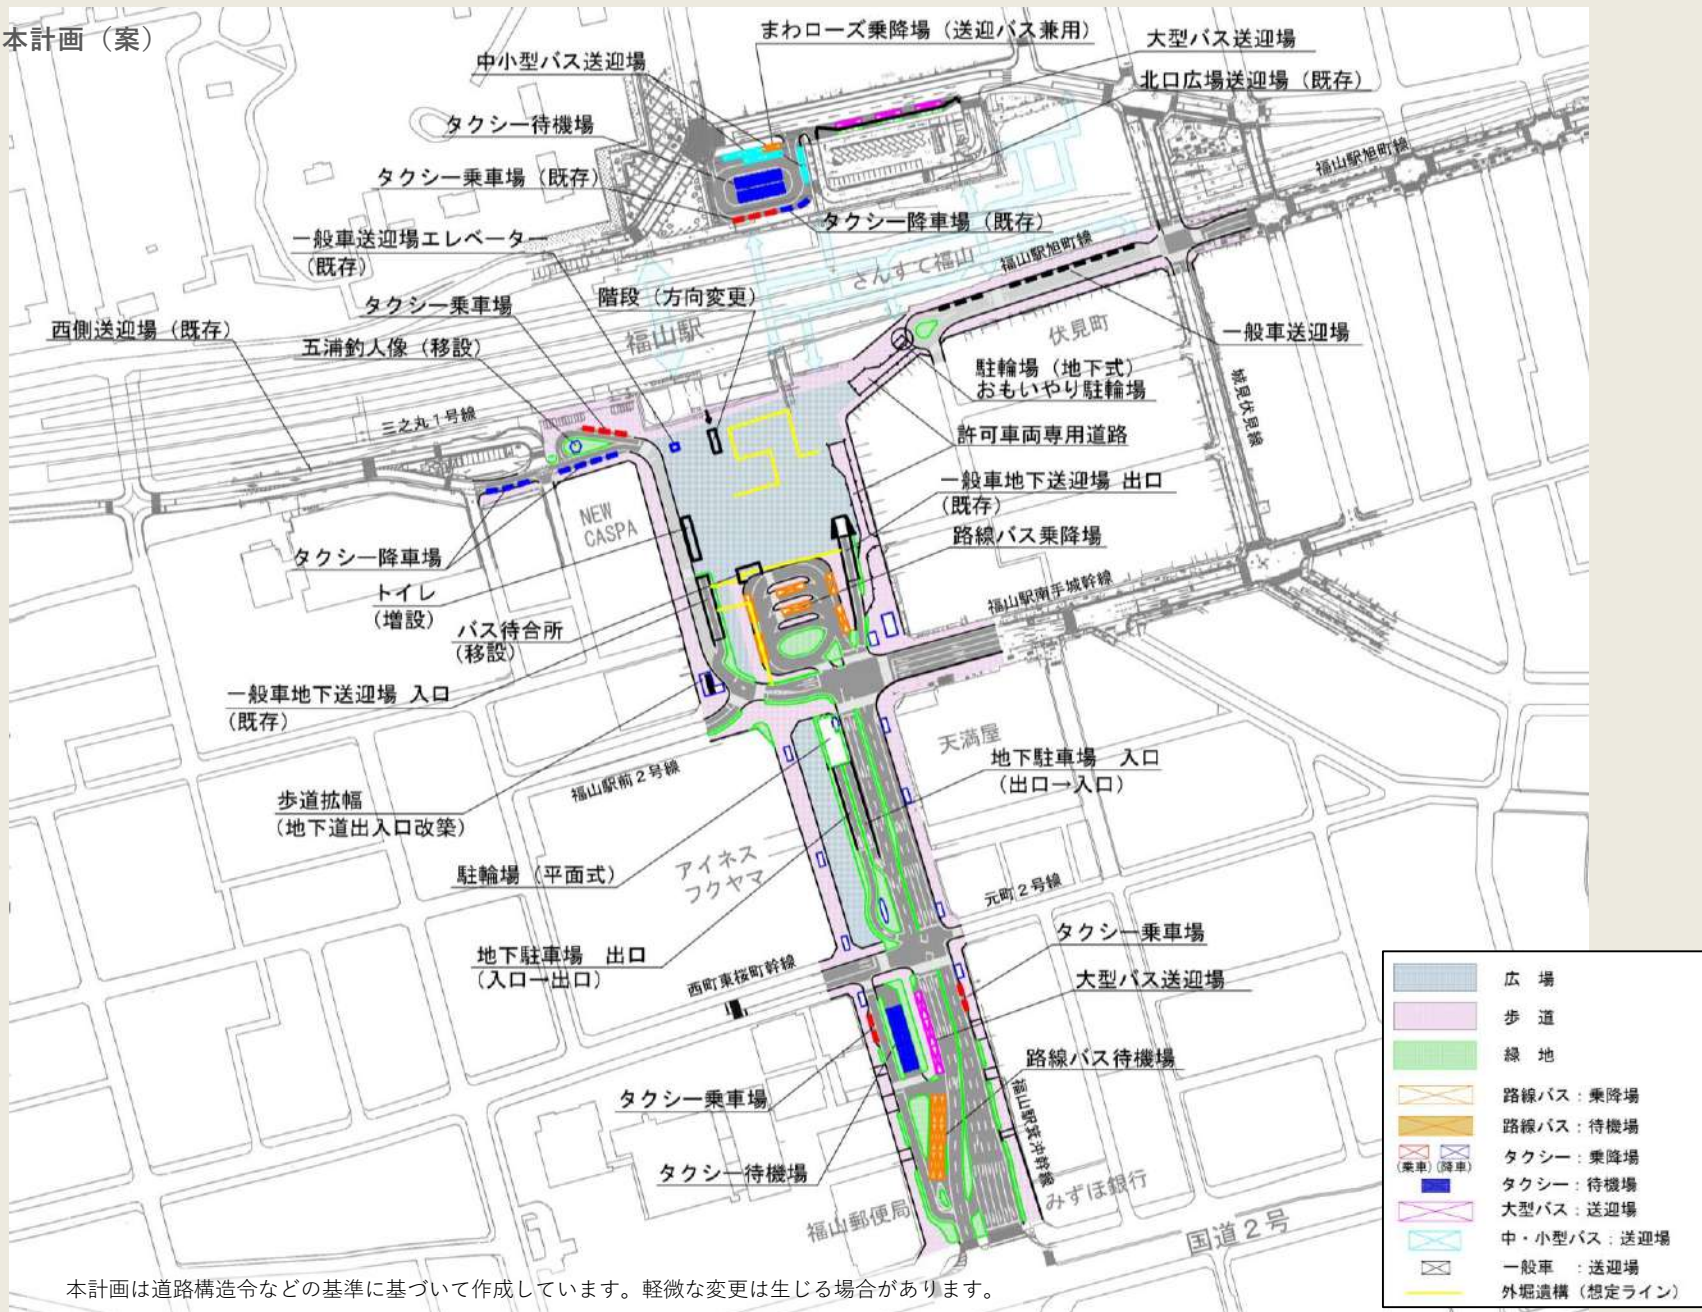 本計画（案）
まわローズ乗降場（送迎バス兼用）
大型バス送迎場
中小型バス送迎場
北口広場送迎場（既存）
タクシー待機場
福山駅旭町線
タクシー乗車場（既存）
タクシー降車場（既存）
一般車送迎場エレベーター
（既存）
さんすて福山
福山駅旭町線
階段（方向変更）
タクシー乗車場
西側送迎場（既存）
五浦釣人像（移設）
福山駅
伏見町
一般車送迎場
駐輪場（地下式）
おもいやり駐輪場
城見伏見線
三之丸１号線
許可車両専用道路
一般車地下送迎場 出口
（既存）
NEW
CASPA
路線バス乗降場
タクシー降車場
トイレ
（増設）
福山駅南手城幹線
バス待合所
（移設）
一般車地下送迎場 入口
（既存）
天満屋
地下駐車場 入口
（出口→入口）
福山駅前２号線
歩道拡幅
（地下道出入口改築）
アイネス
フクヤマ
駐輪場（平面式）
元町２号線
タクシー乗車場
地下駐車場 出口
（入口→出口）
西町東桜町幹線
大型バス送迎場
路線バス待機場
タクシー乗車場
福山駅箕沖幹線
タクシー待機場
みずほ銀行
福山郵便局
国道２号
広 場
歩 道
緑 地
路線バス：乗降場
路線バス：待機場
（乗車）（降車）
タクシー：乗降場
タクシー：待機場
大型バス：送迎場
中・小型バス：送迎場
一般車 ：送迎場
外堀遺構（想定ライン）
本計画は道路構造令などの基準に基づいて作成しています。軽微な変更は生じる場合があります。